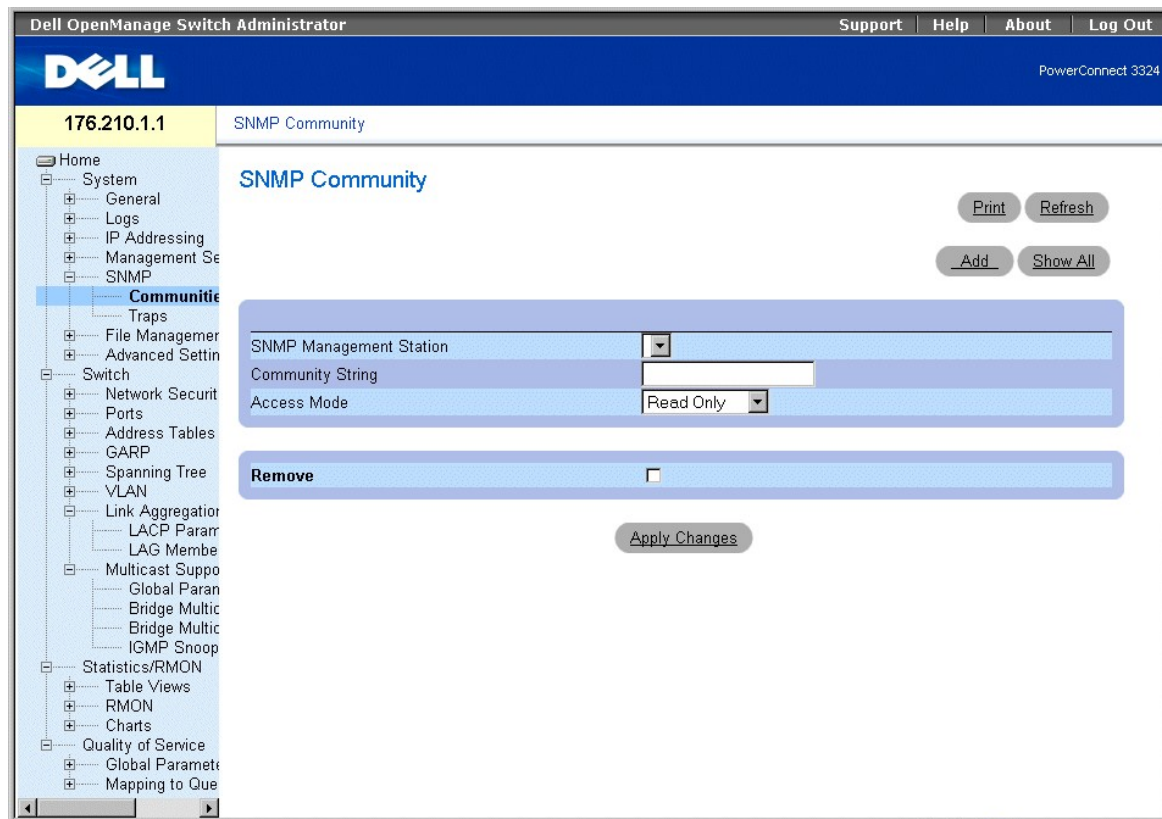 Dell OpenManage Switch Administrator
Support | Help | About | Log Out
DELL
PowerConnect 3324
176.210.1.1
SNMP Community
Home
System
General
Logs
IP Addressing
Management Se
SNMP
Communitie
Traps
File Managemer
Advanced Settin
Switch
Network Securit
Ports
Address Tables
GARP
Spanning Tree
VLAN
Link Aggregation
LACP Param
LAG Membe
Multicast Suppo
Global Paran
Bridge Multic
Bridge Multic
IGMP Snoop
Statistics/RMON
Table Views
RMON
Charts
Quality of Service
Global Paramete
Mapping to Que
SNMP Community
Print
Refresh
Add
Show All
SNMP Management Station
Community String
Access Mode
Read Only
Remove
Apply Changes